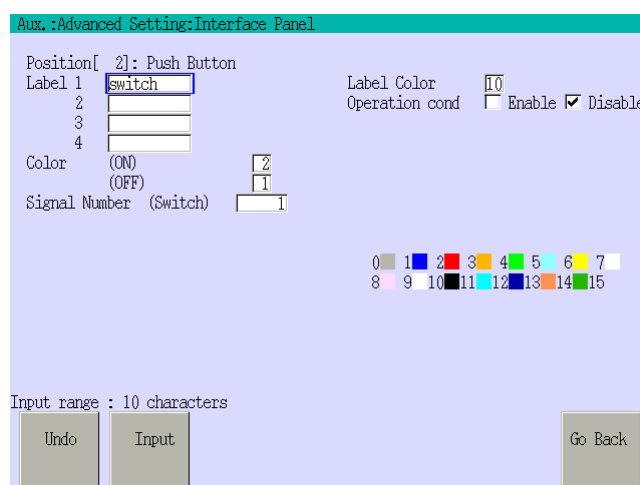 Aux.:Advanced Setting:Interface Panel
Position[ 2]: Push Button
Label 1 switch
Label Color 10
2
Operation cond Enable Disable
3
4
Color (ON) 2
(OFF) 1
Signal Number (Switch) 1
0 1 2 3 4 5 6 7
8 9 10 11 12 13 14 15
Input range : 10 characters
Undo
Input
Go Back